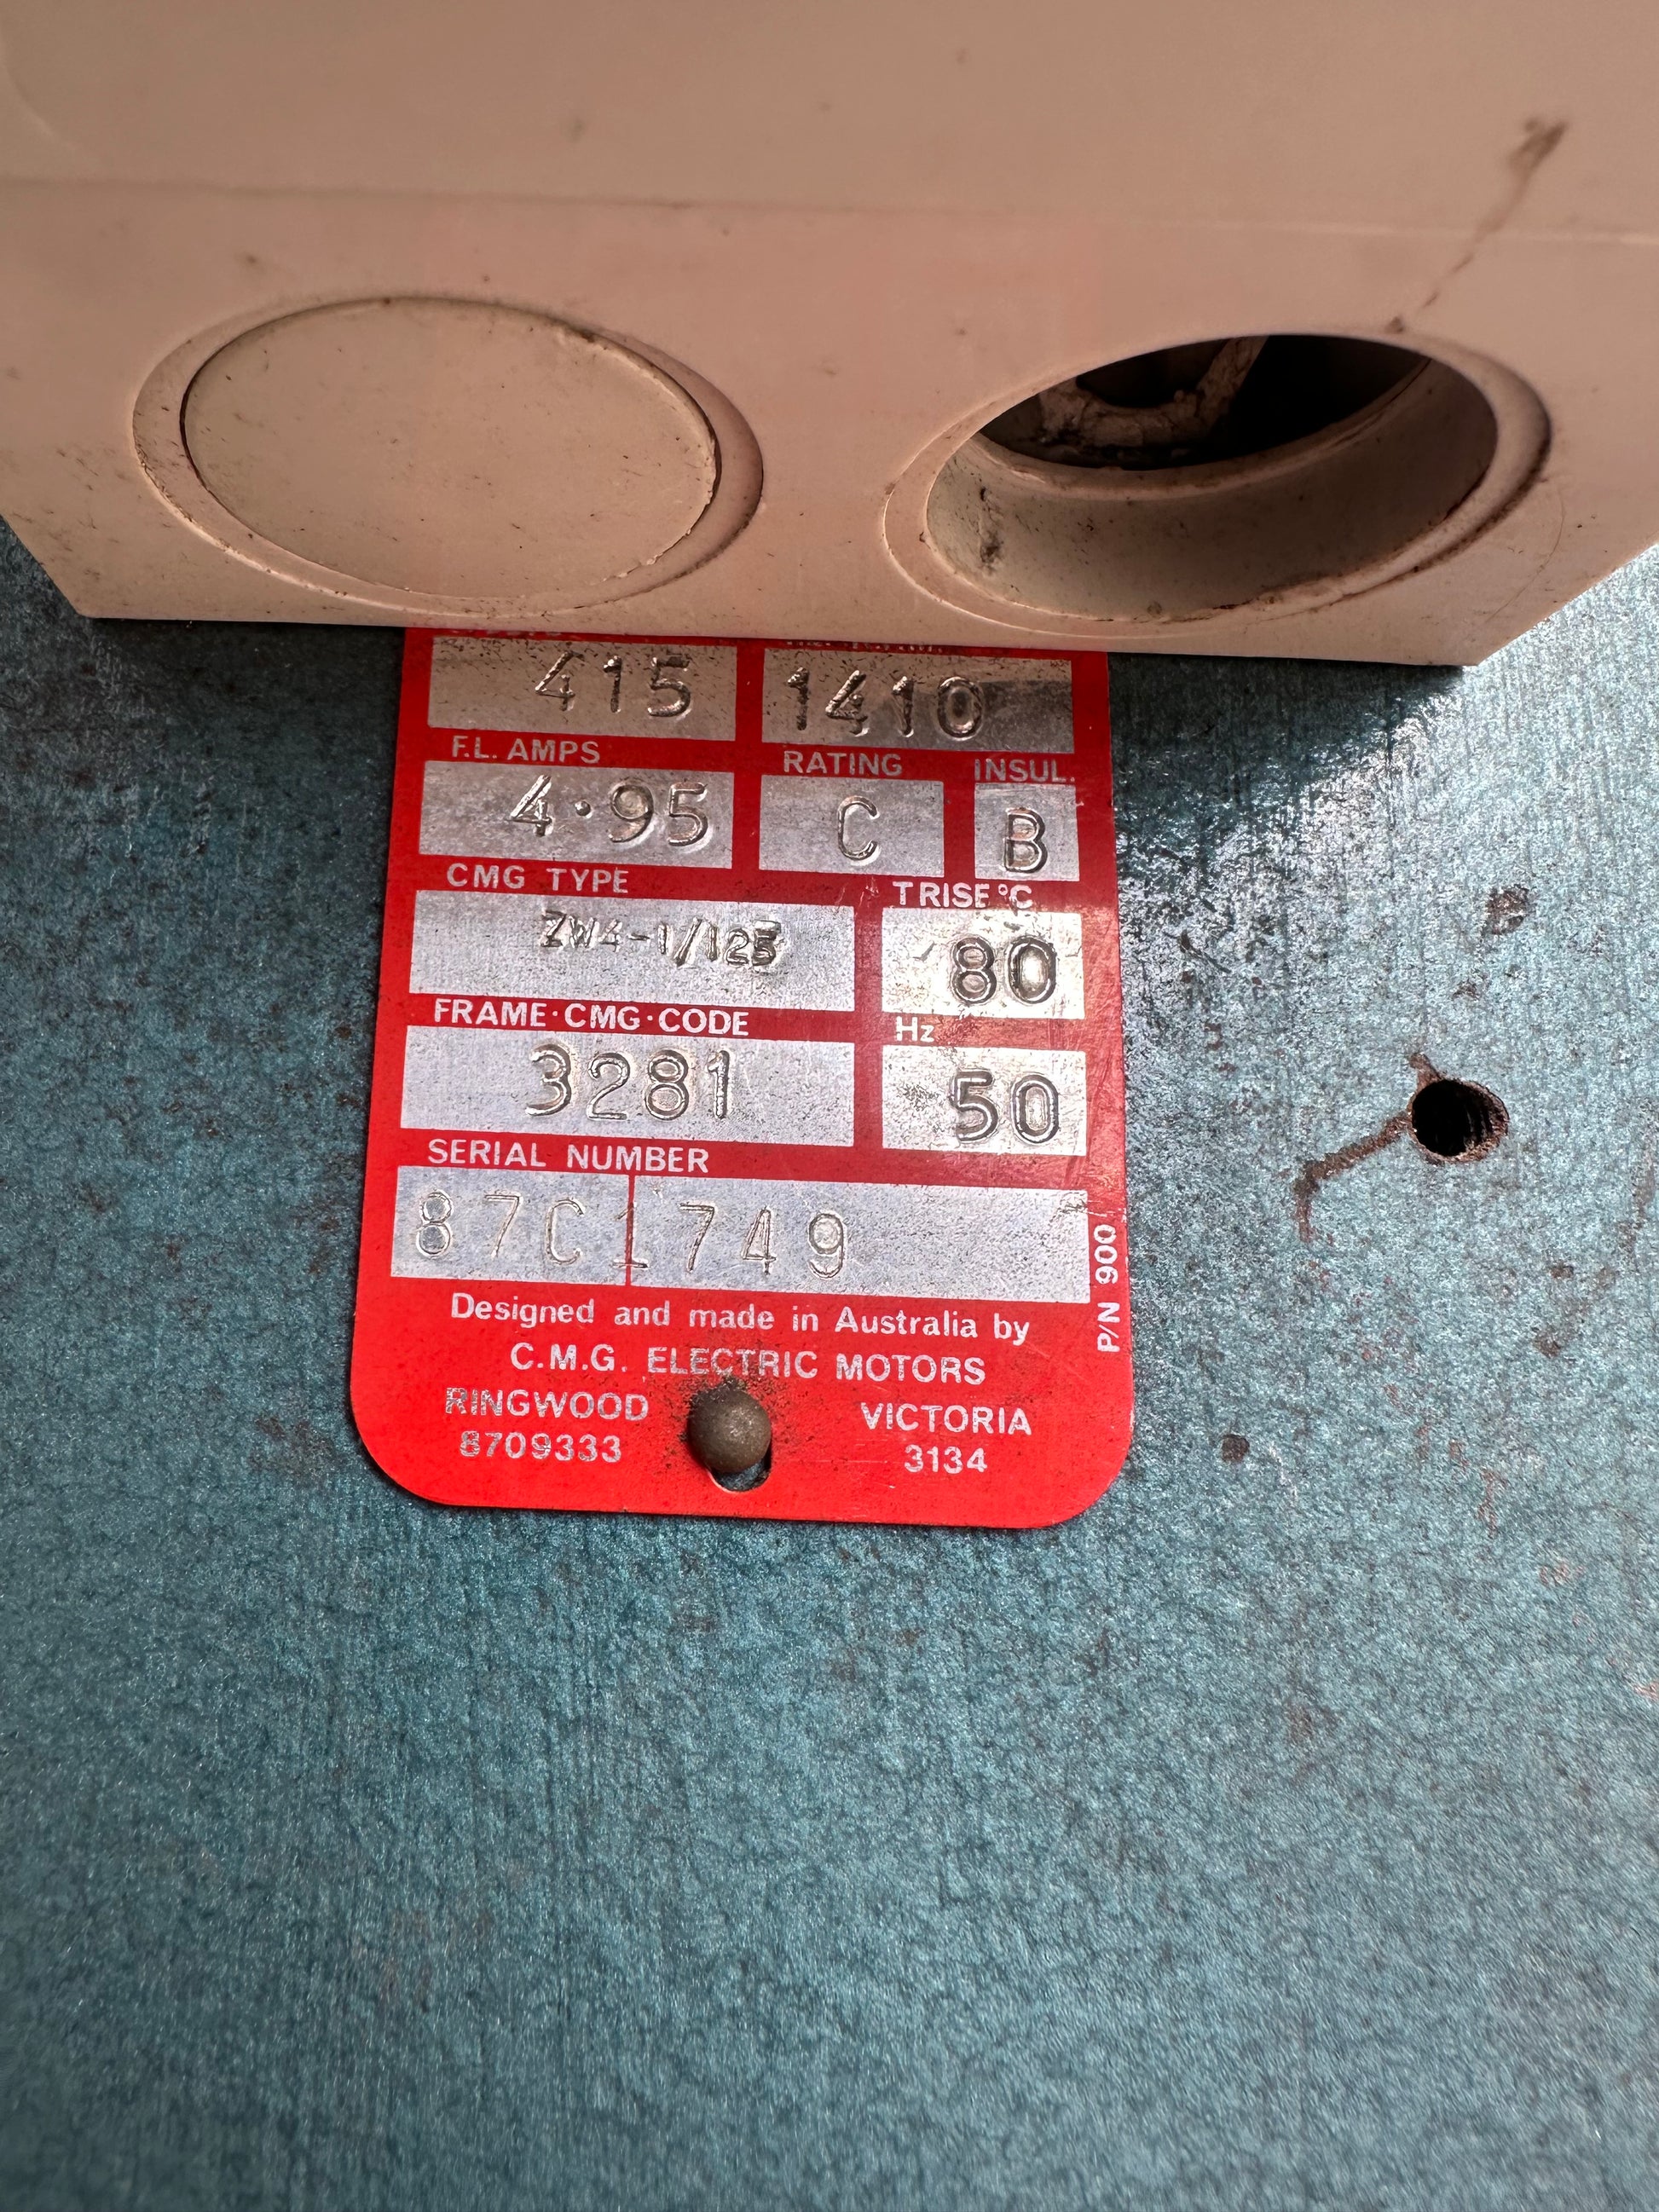 415 1410
F.L. AMPS RATING INSUL.
4·95 C B
CMG TYPE T RISE °C
ZW4-1/125 80
FRAME·CMG·CODE Hz
3281 50
SERIAL NUMBER
87C1749
P/N 900
Designed and made in Australia by
C.M.G. ELECTRIC MOTORS
RINGWOOD VICTORIA
8709333 3134